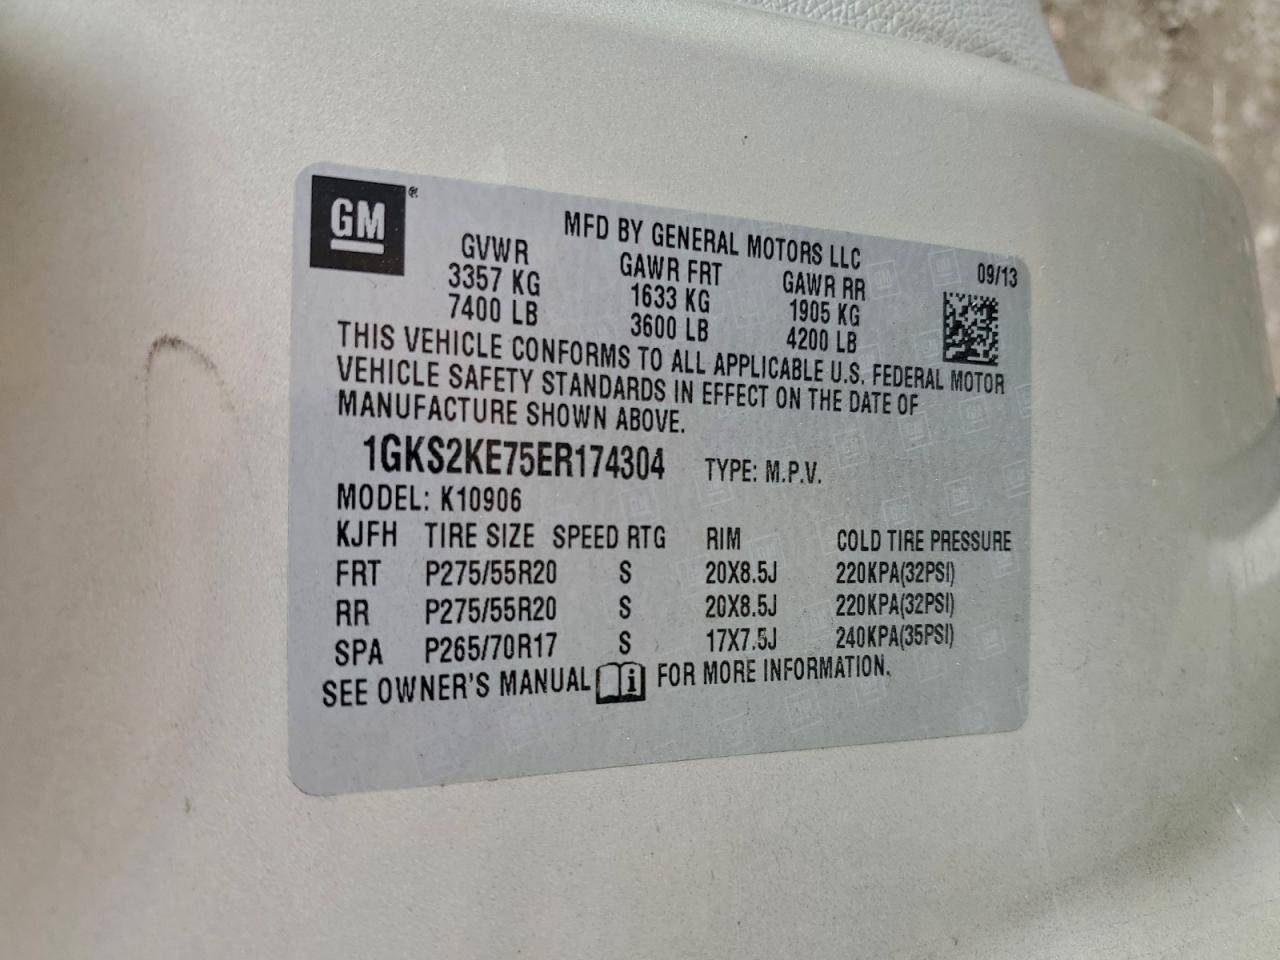 GM ®
MFD BY GENERAL MOTORS LLC
09/13
GVWR GAWR FRT GAWR RR
3357 KG 1633 KG 1905 KG
7400 LB 3600 LB 4200 LB
THIS VEHICLE CONFORMS TO ALL APPLICABLE U.S. FEDERAL MOTOR
VEHICLE SAFETY STANDARDS IN EFFECT ON THE DATE OF
MANUFACTURE SHOWN ABOVE.
1GKS2KE75ER174304 TYPE: M.P.V.
MODEL: K10906
KJFH TIRE SIZE SPEED RTG RIM COLD TIRE PRESSURE
FRT P275/55R20 S 20X8.5J 220KPA(32PSI)
RR P275/55R20 S 20X8.5J 220KPA(32PSI)
SPA P265/70R17 S 17X7.5J 240KPA(35PSI)
SEE OWNER'S MANUAL i FOR MORE INFORMATION.